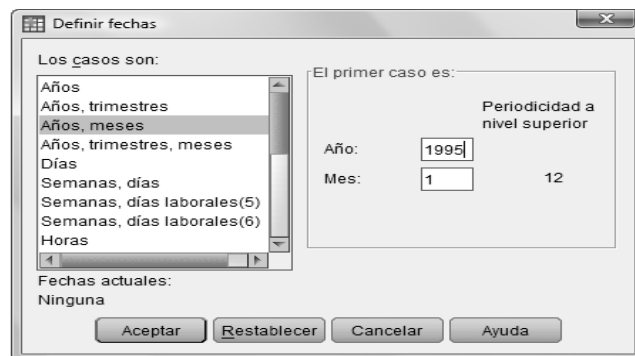 Definir fechas
Los casos son:
Años
Años, trimestres
Años, meses
Años, trimestres, meses
Días
Semanas, días
Semanas, días laborales(5)
Semanas, días laborales(6)
Horas
Fechas actuales:
Ninguna
El primer caso es:
Periodicidad a
nivel superior
Año: 1995
Mes: 1 12
Aceptar Restablecer Cancelar Ayuda